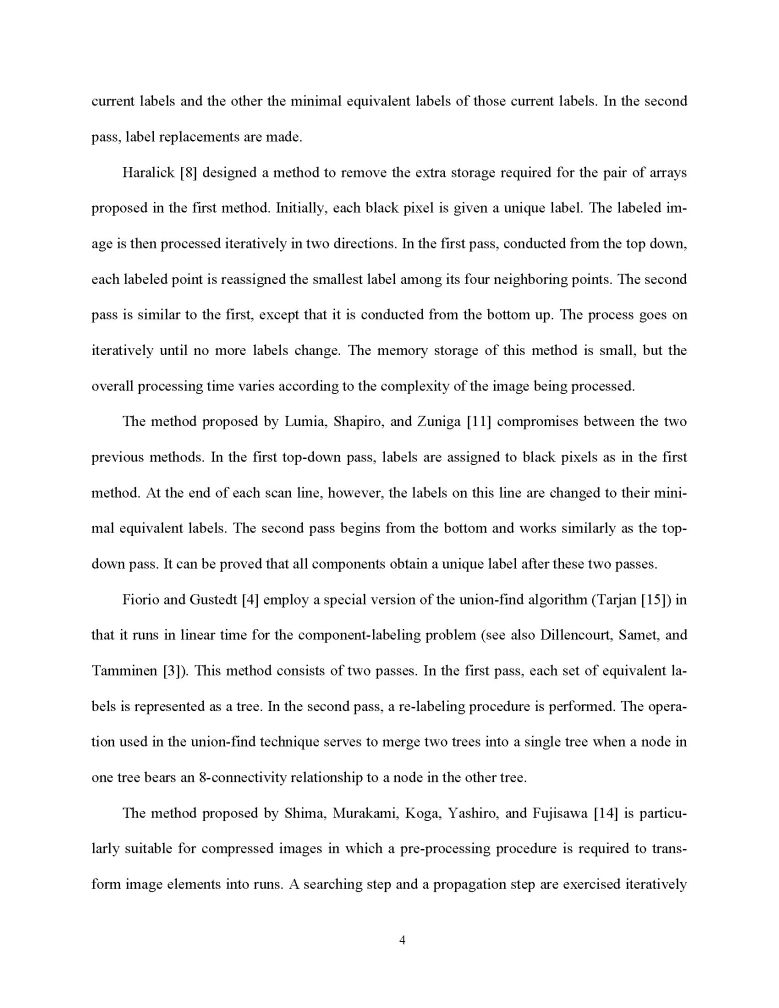 current labels and the other the minimal equivalent labels of those current labels. In the second
pass, label replacements are made.
Haralick [8] designed a method to remove the extra storage required for the pair of arrays
proposed in the first method. Initially, each black pixel is given a unique label. The labeled im-
age is then processed iteratively in two directions. In the first pass, conducted from the top down,
each labeled point is reassigned the smallest label among its four neighboring points. The second
pass is similar to the first, except that it is conducted from the bottom up. The process goes on
iteratively until no more labels change. The memory storage of this method is small, but the
overall processing time varies according to the complexity of the image being processed.
The method proposed by Lumia, Shapiro, and Zuniga [11] compromises between the two
previous methods. In the first top-down pass, labels are assigned to black pixels as in the first
method. At the end of each scan line, however, the labels on this line are changed to their mini-
mal equivalent labels. The second pass begins from the bottom and works similarly as the top-
down pass. It can be proved that all components obtain a unique label after these two passes.
Fiorio and Gustedt [4] employ a special version of the union-find algorithm (Tarjan [15]) in
that it runs in linear time for the component-labeling problem (see also Dillencourt, Samet, and
Tamminen [3]). This method consists of two passes. In the first pass, each set of equivalent la-
bels is represented as a tree. In the second pass, a re-labeling procedure is performed. The opera-
tion used in the union-find technique serves to merge two trees into a single tree when a node in
one tree bears an 8-connectivity relationship to a node in the other tree.
The method proposed by Shima, Murakami, Koga, Yashiro, and Fujisawa [14] is particu-
larly suitable for compressed images in which a pre-processing procedure is required to trans-
form image elements into runs. A searching step and a propagation step are exercised iteratively
4